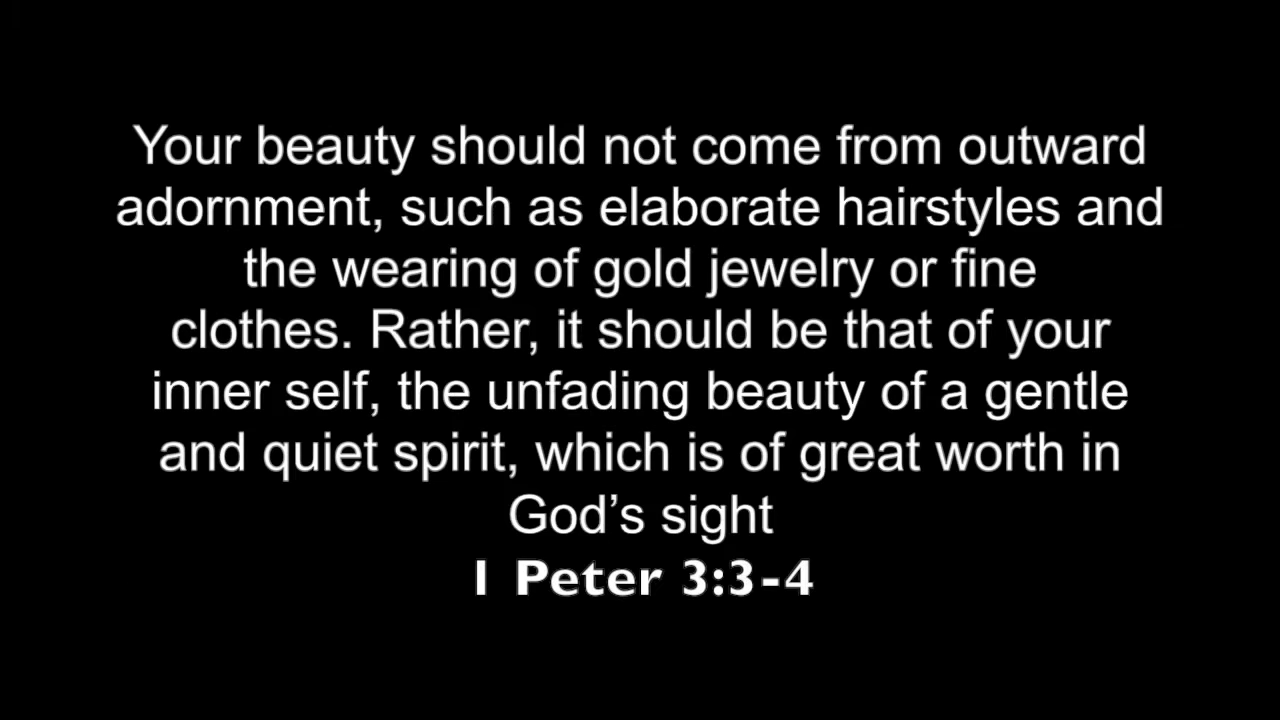 Your beauty should not come from outward
adornment, such as elaborate hairstyles and
the wearing of gold jewelry or fine
clothes. Rather, it should be that of your
inner self, the unfading beauty of a gentle
and quiet spirit, which is of great worth in
God’s sight
1 Peter 3:3-4